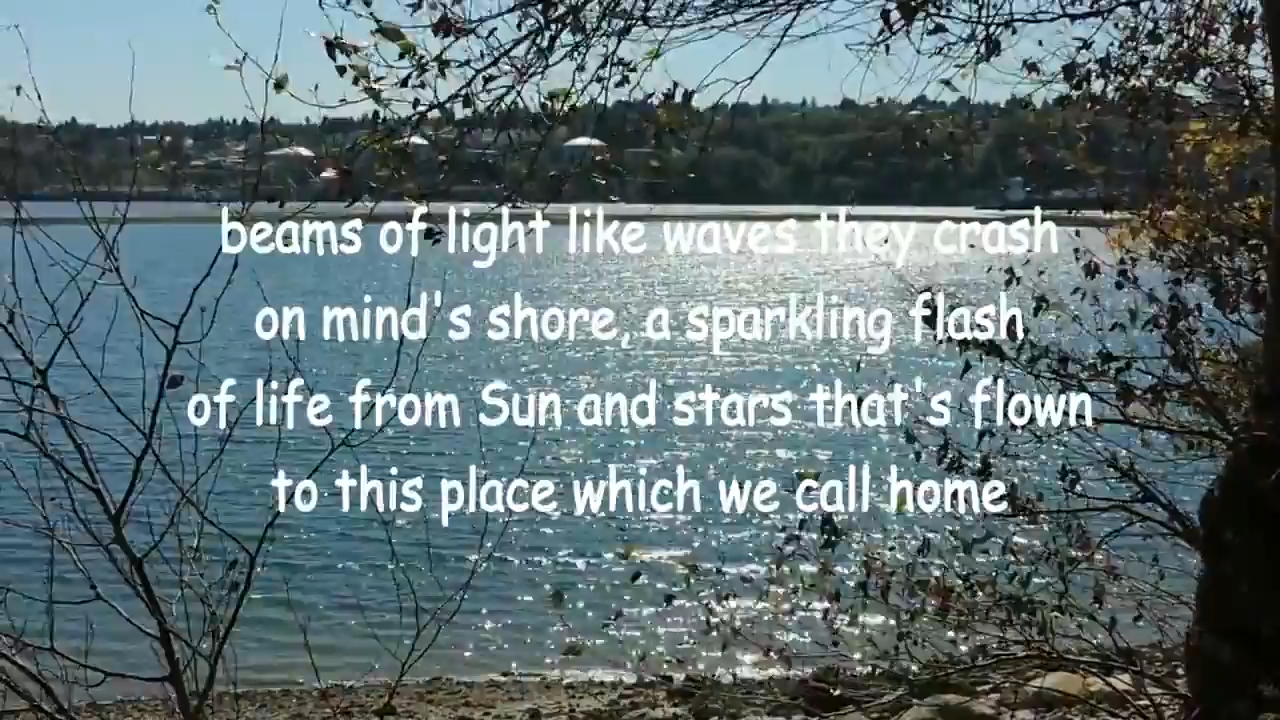 beams of light like waves they crash
on mind's shore, a sparkling flash
of life from Sun and stars that's flown
to this place which we call home